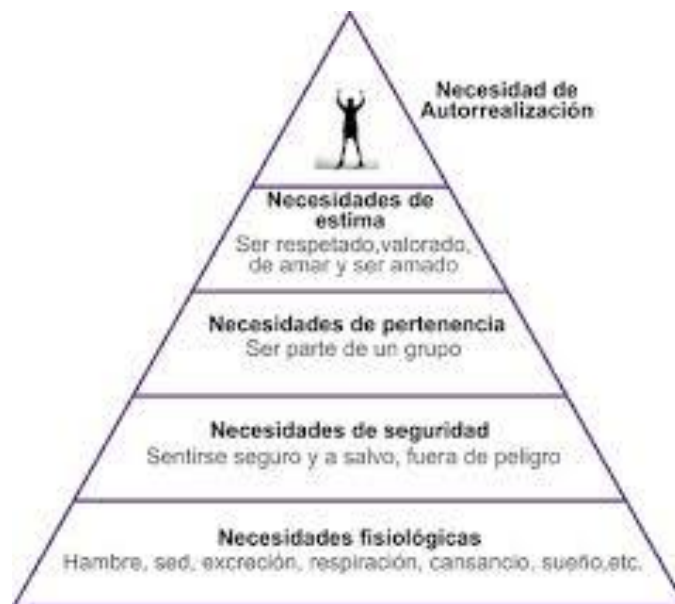 Necesidad de
Autorrealización
Necesidades de
estima
Ser respetado,valorado,
de amar y ser amado
Necesidades de pertenencia
Ser parte de un grupo
Necesidades de seguridad
Sentirse seguro y a salvo, fuera de peligro
Necesidades fisiológicas
Hambre, sed, excreción, respiración, cansancio, sueño,etc.